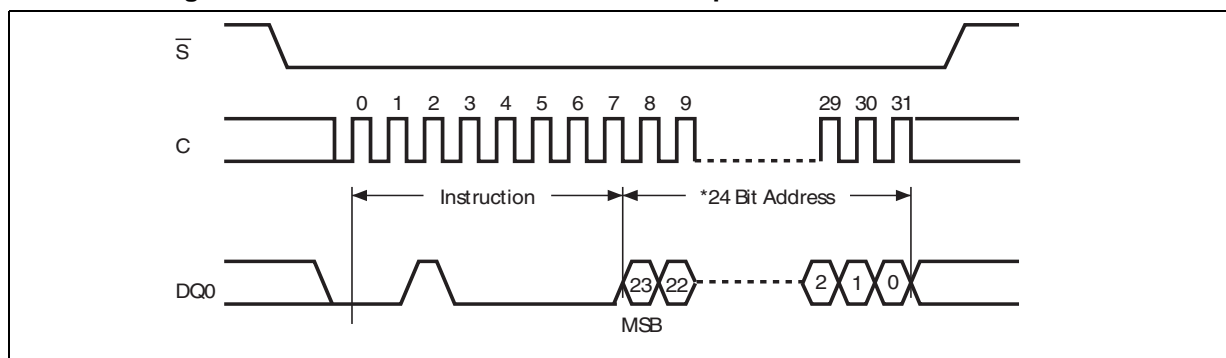 S̅
0 1 2 3 4 5 6 7 8 9 29 30 31
C
Instruction *24 Bit Address
DQ0 23 22 2 1 0
MSB